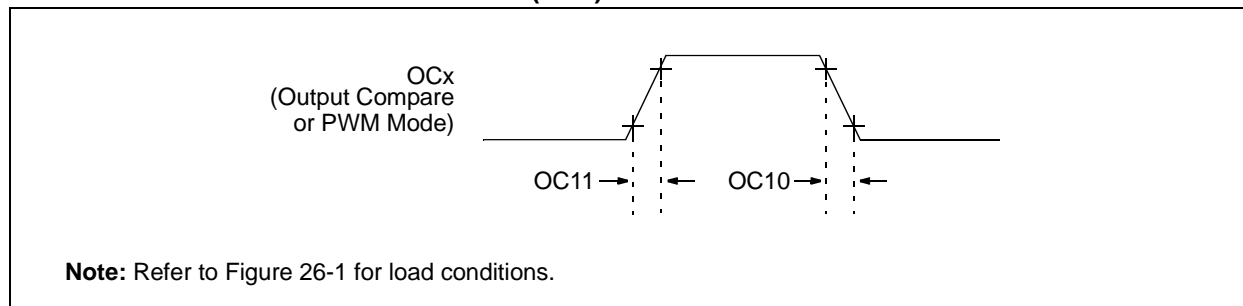 OCx
(Output Compare
or PWM Mode)
OC11 OC10
Note: Refer to Figure 26-1 for load conditions.